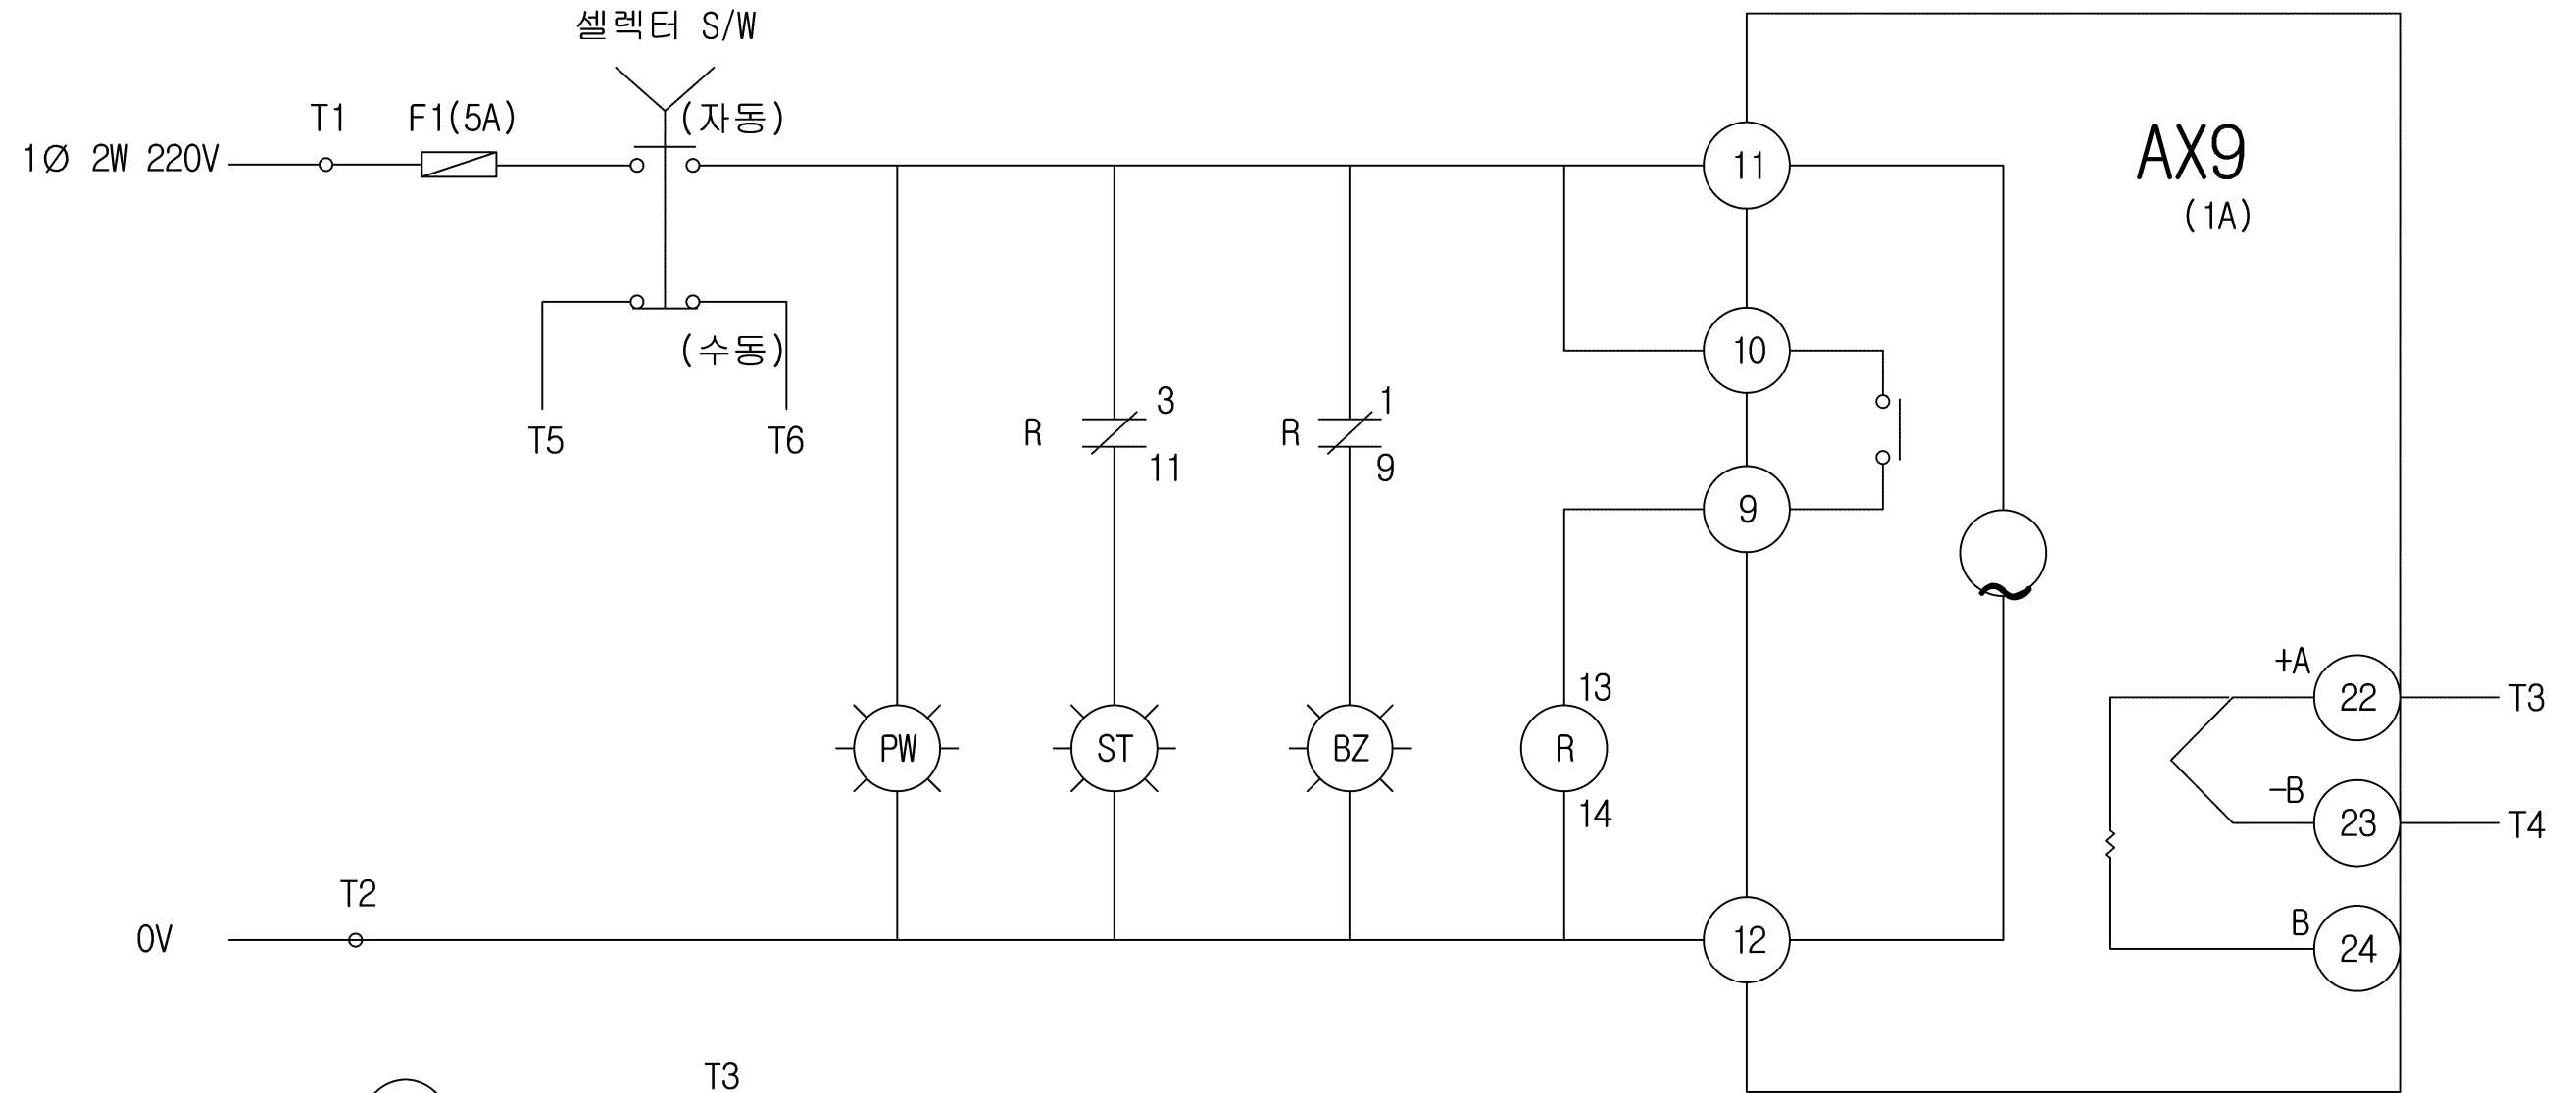 셀렉터 S/W
T1
F1(5A)
(자동)
1Ø 2W 220V
11
AX9
(1A)
10
(수동)
T5
T6
R
3
11
R
1
9
9
13
+A
22
T3
PW
ST
BZ
R
14
-B
23
T4
T2
0V
12
B
24
T3